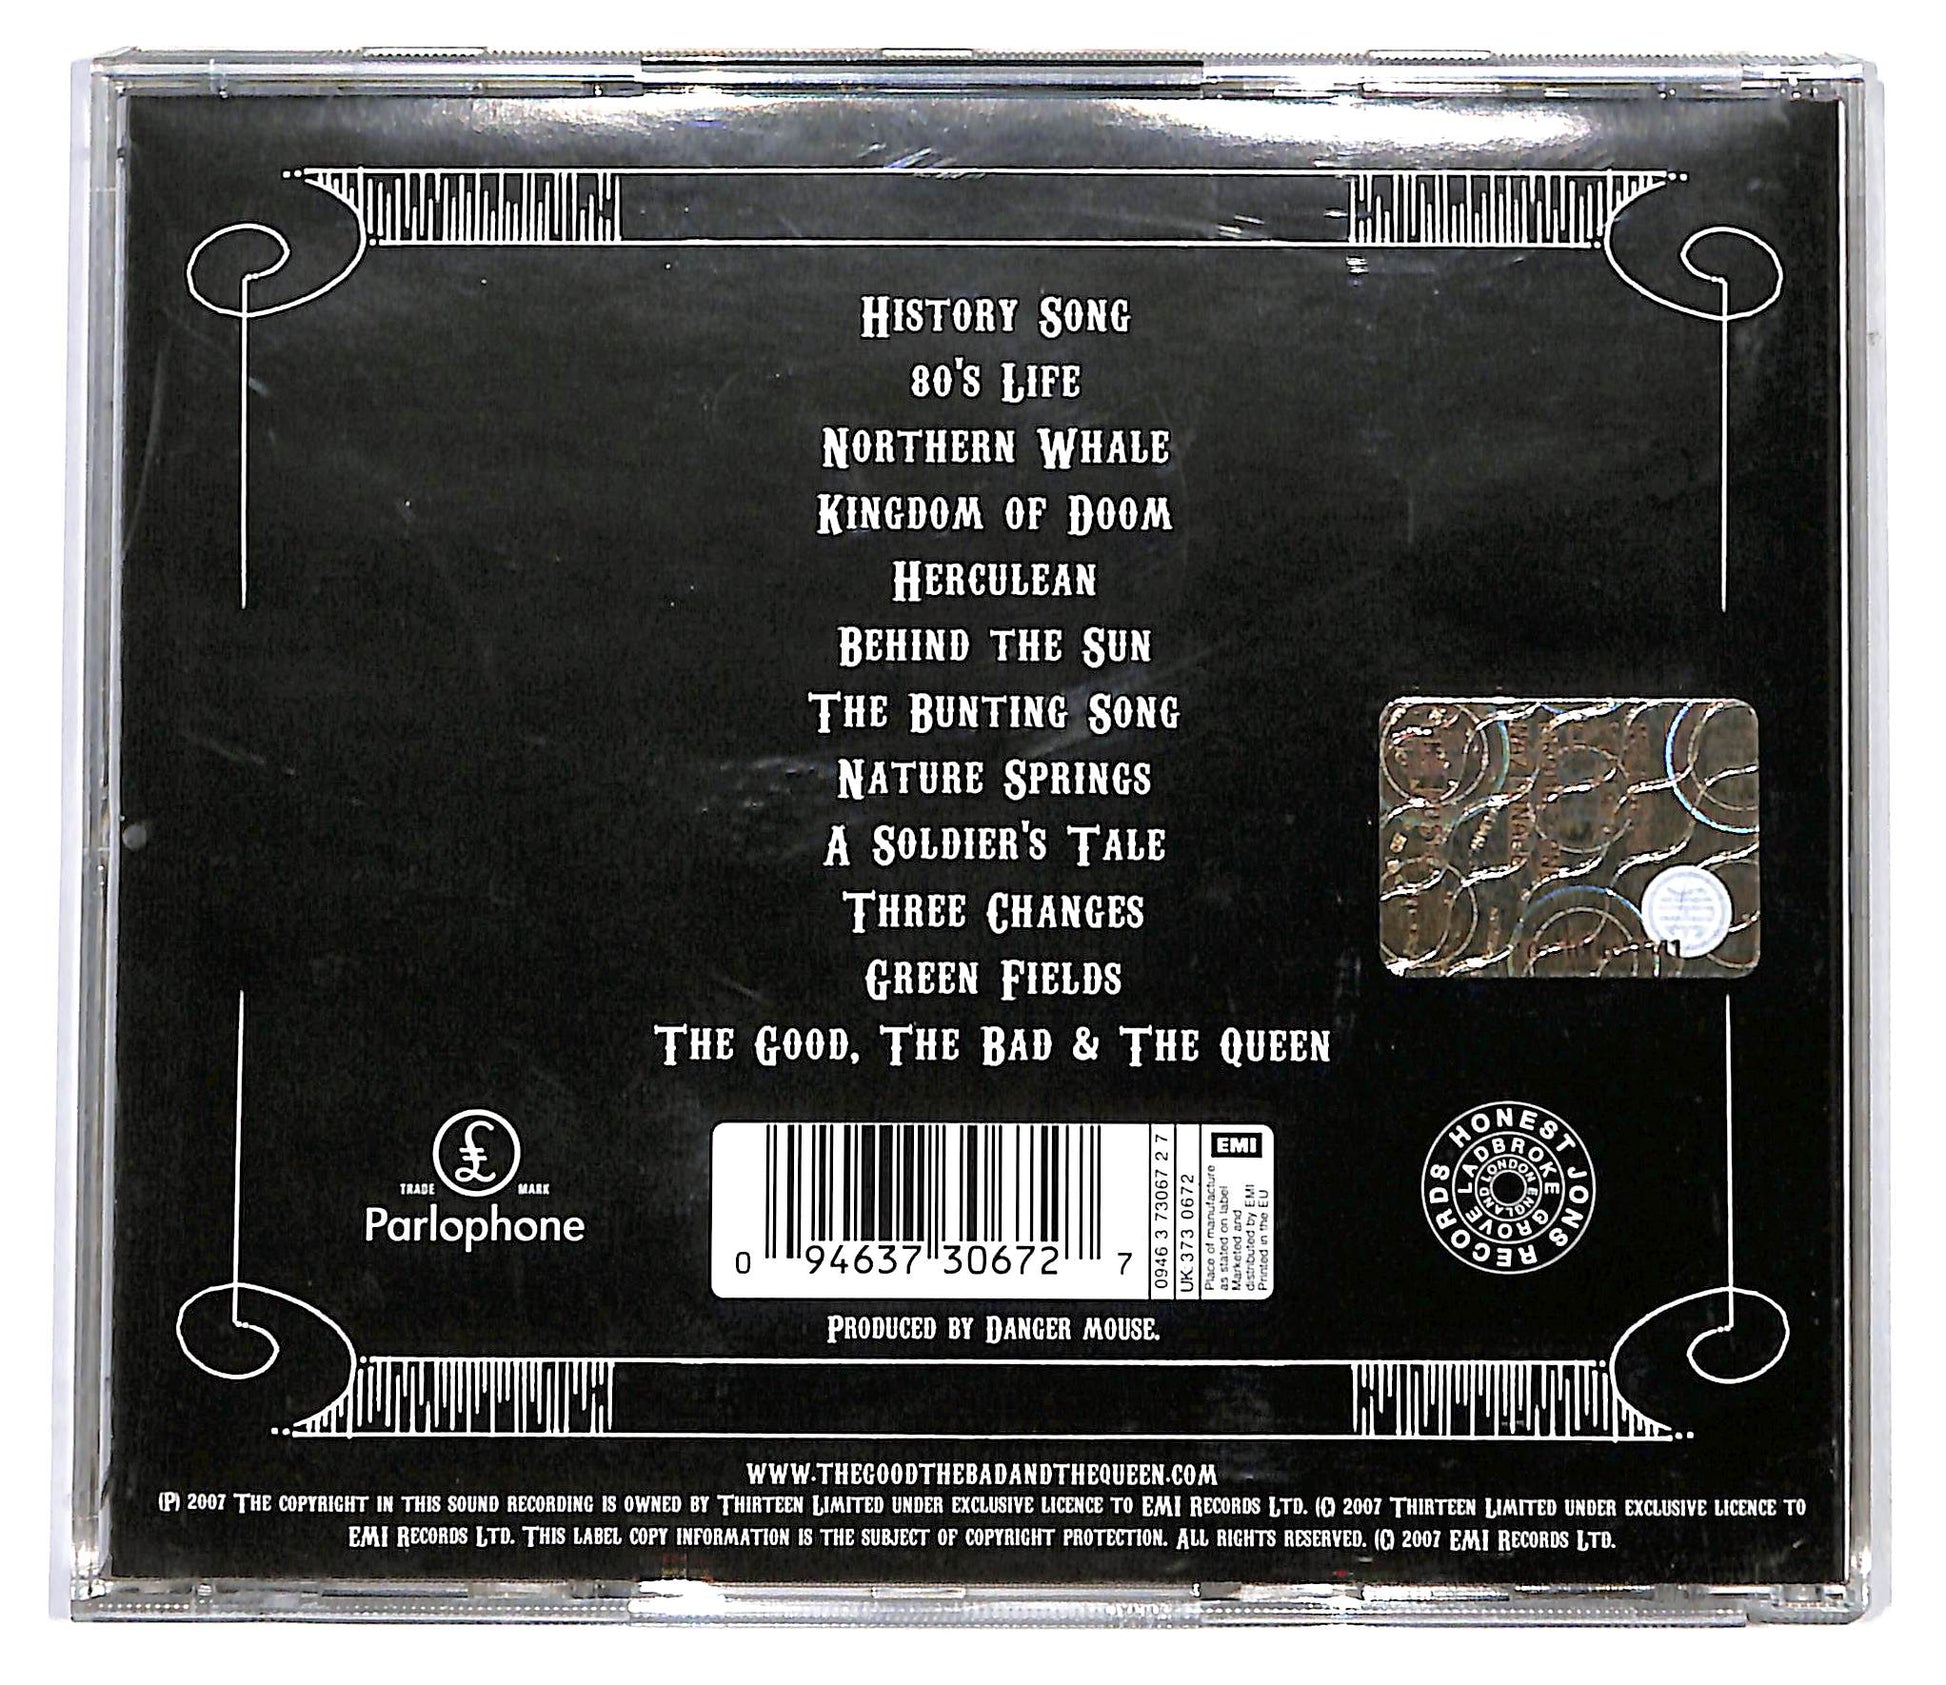 History Song
80's Life
Northern Whale
Kingdom of Doom
Herculean
Behind the Sun
The Bunting Song
Nature Springs
A Soldier's Tale
Three Changes
Green Fields
The Good, The Bad & The Queen
TRADE MARK
Parlophone
0 94637 30672 7
0946 3 73067 2 7
UK:373 0672
EMI
Place of manufacture
as stated on label
Marketed and
distributed by EMI
Printed in the EU
HONEST JONS RECORDS
LADBROKE GROVE
LONDON ENGLAND
Produced by Danger Mouse.
www.thegoodthebadandthequeen.com
(P) 2007 The copyright in this sound recording is owned by Thirteen Limited under exclusive licence to EMI Records Ltd. (C) 2007 Thirteen Limited under exclusive licence to
EMI Records Ltd. This label copy information is the subject of copyright protection. All rights reserved. (C) 2007 EMI Records Ltd.